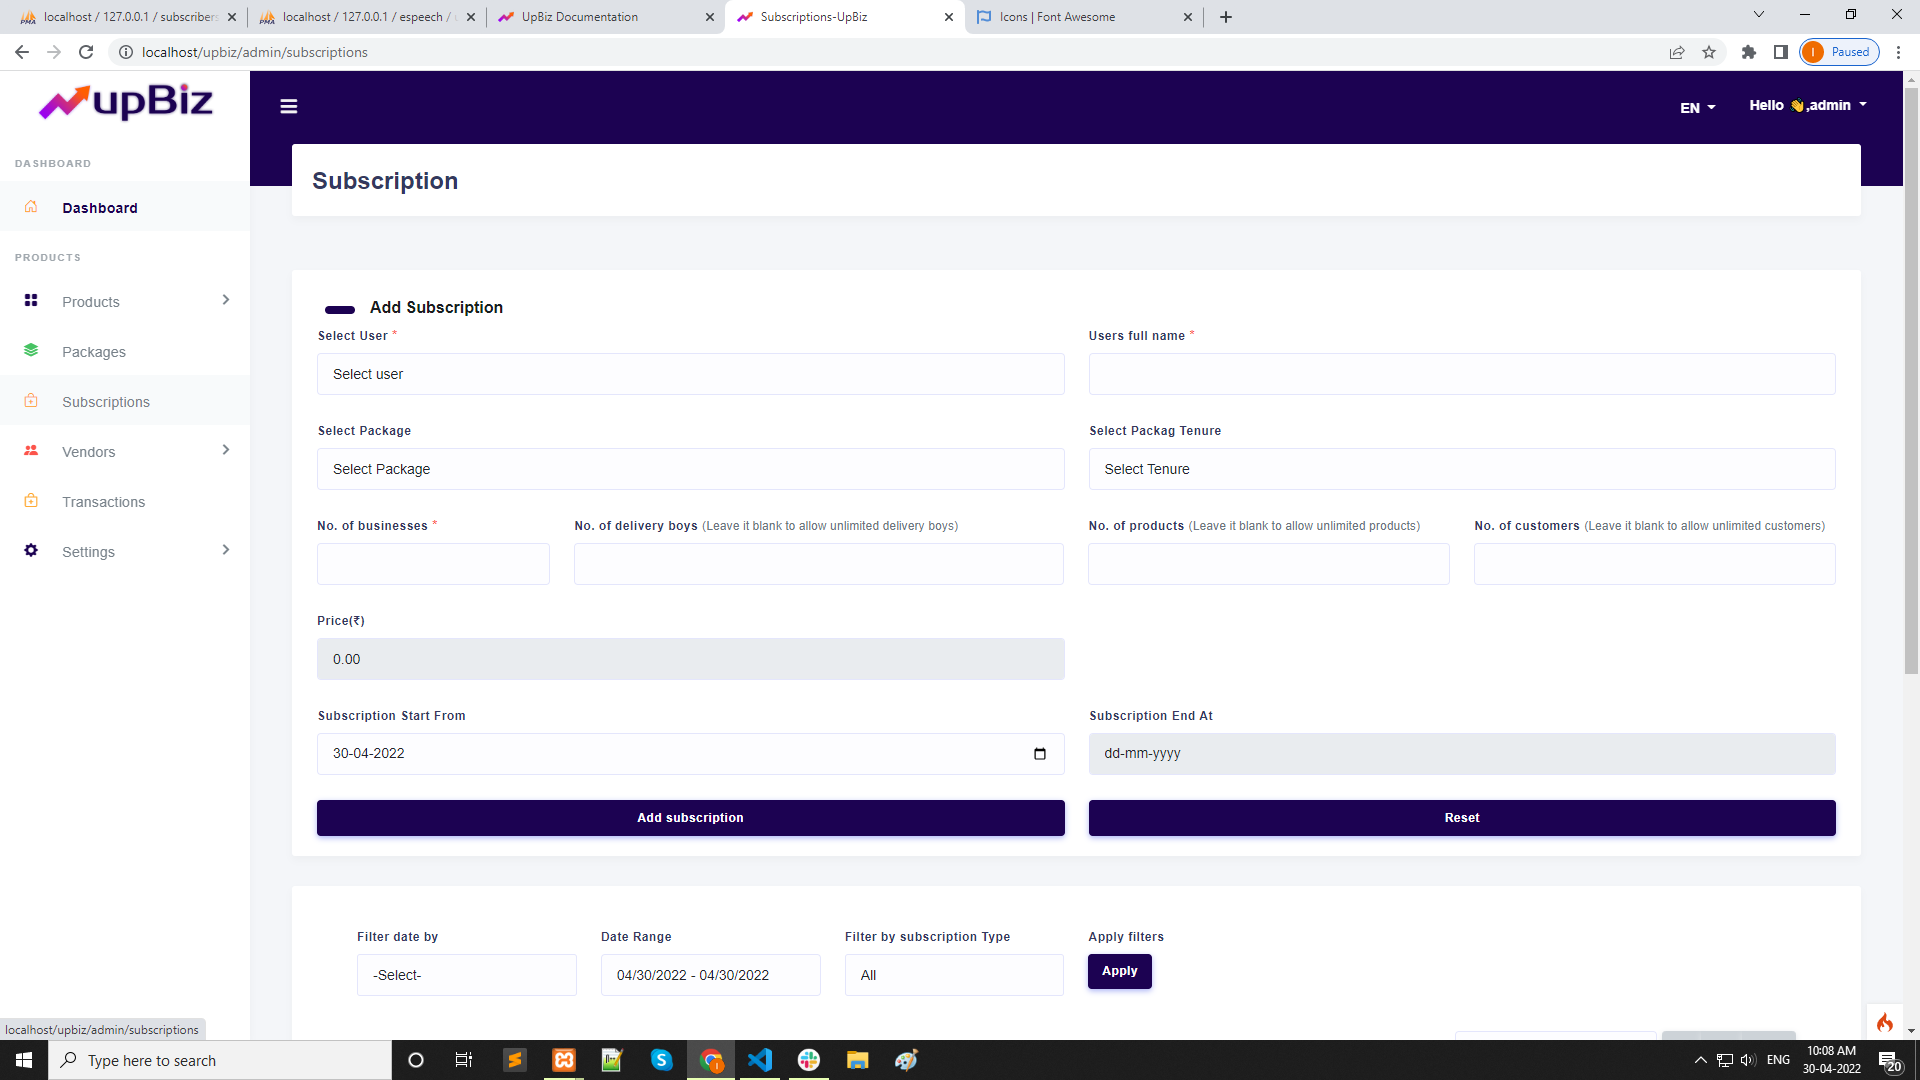 localhost / 127.0.0.1 / subscribers
localhost / 127.0.0.1 / espeech /
UpBiz Documentation
Subscriptions-UpBiz
Icons | Font Awesome
localhost/upbiz/admin/subscriptions
Paused
upBiz
EN
Hello 👋,admin
DASHBOARD
Dashboard
PRODUCTS
Products
Packages
Subscriptions
Vendors
Transactions
Settings
Subscription
Add Subscription
Select User *
Users full name *
Select user
Select Package
Select Packag Tenure
Select Package
Select Tenure
No. of businesses *
No. of delivery boys (Leave it blank to allow unlimited delivery boys)
No. of products (Leave it blank to allow unlimited products)
No. of customers (Leave it blank to allow unlimited customers)
Price(₹)
0.00
Subscription Start From
Subscription End At
30-04-2022
dd-mm-yyyy
Add subscription
Reset
Filter date by
Date Range
Filter by subscription Type
Apply filters
-Select-
04/30/2022 - 04/30/2022
All
Apply
localhost/upbiz/admin/subscriptions
Type here to search
ENG
10:08 AM
30-04-2022
20